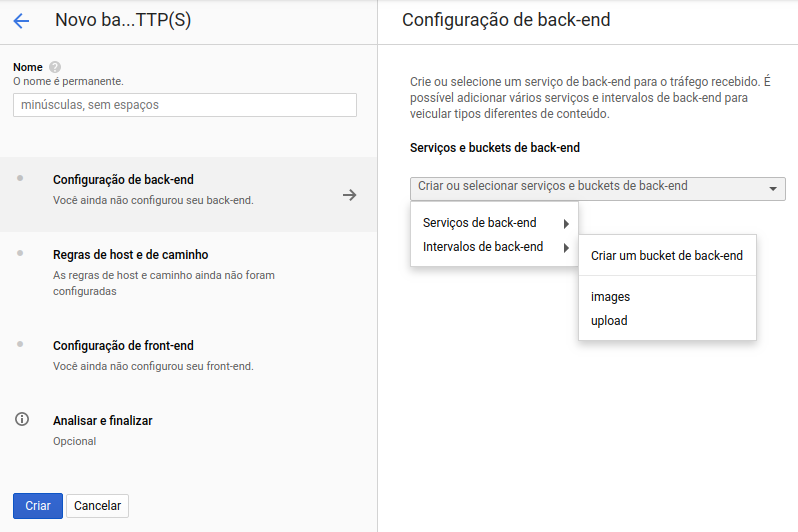 Novo ba...TTP(S)
Nome
O nome é permanente.
minúsculas, sem espaços
Configuração de back-end
Você ainda não configurou seu back-end.
Regras de host e de caminho
As regras de host e caminho ainda não foram
configuradas
Configuração de front-end
Você ainda não configurou seu front-end.
Analisar e finalizar
Opcional
Criar
Cancelar
Configuração de back-end
Crie ou selecione um serviço de back-end para o tráfego recebido. É
possível adicionar vários serviços e intervalos de back-end para
veicular tipos diferentes de conteúdo.
Serviços e buckets de back-end
Criar ou selecionar serviços e buckets de back-end
Serviços de back-end
Intervalos de back-end
Criar um bucket de back-end
images
upload